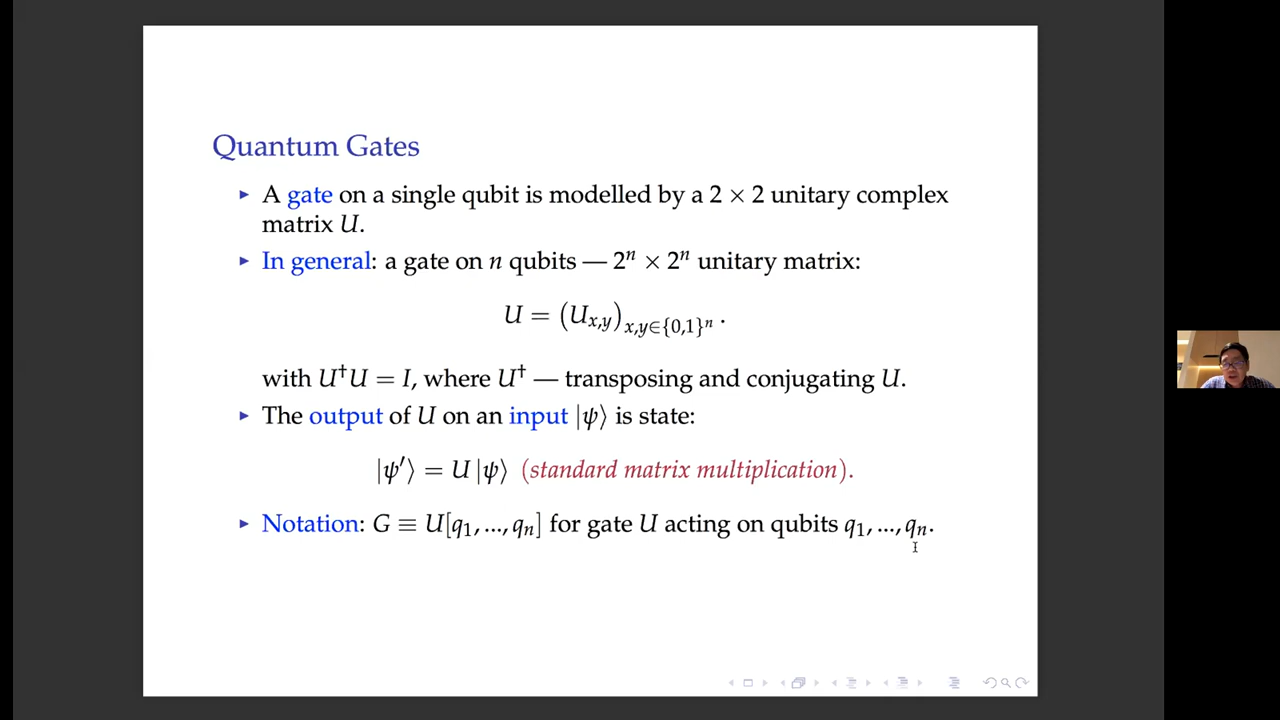 Quantum Gates
▸ A gate on a single qubit is modelled by a 2 × 2 unitary complex
matrix U.
▸ In general: a gate on n qubits — 2ⁿ × 2ⁿ unitary matrix:
U = (U_{x,y})_{x,y∈{0,1}ⁿ} .
with U†U = I, where U† — transposing and conjugating U.
▸ The output of U on an input |ψ⟩ is state:
|ψ′⟩ = U |ψ⟩ (standard matrix multiplication).
▸ Notation: G ≡ U[q₁, ..., qₙ] for gate U acting on qubits q₁, ..., qₙ.